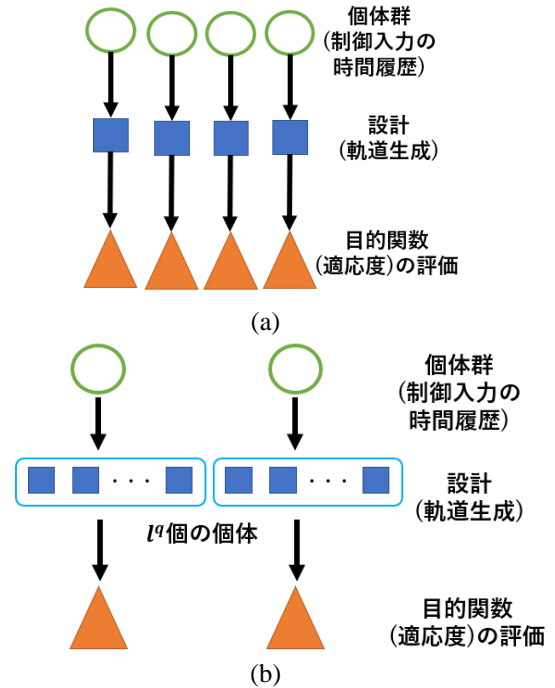 個体群
(制御入力の
時間履歴)
設計
(軌道生成)
目的関数
(適応度)の評価
(a)
個体群
(制御入力の
時間履歴)
· · ·
· · ·
設計
(軌道生成)
l^q個の個体
目的関数
(適応度)の評価
(b)